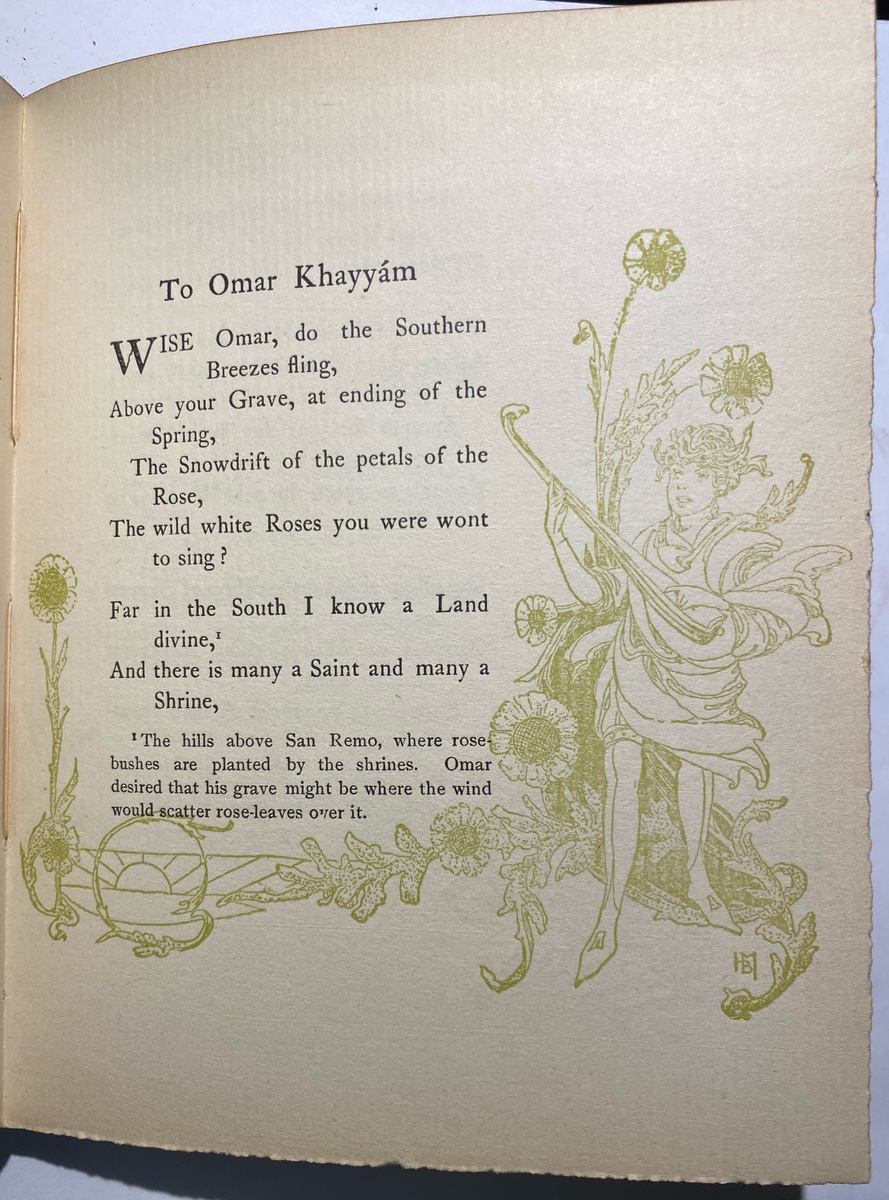 To Omar Khayyám
WISE Omar, do the Southern
Breezes fling,
Above your Grave, at ending of the
Spring,
The Snowdrift of the petals of the
Rose,
The wild white Roses you were wont
to sing?
Far in the South I know a Land
divine,¹
And there is many a Saint and many a
Shrine,
¹ The hills above San Remo, where rose-
bushes are planted by the shrines. Omar
desired that his grave might be where the wind
would scatter rose-leaves over it.